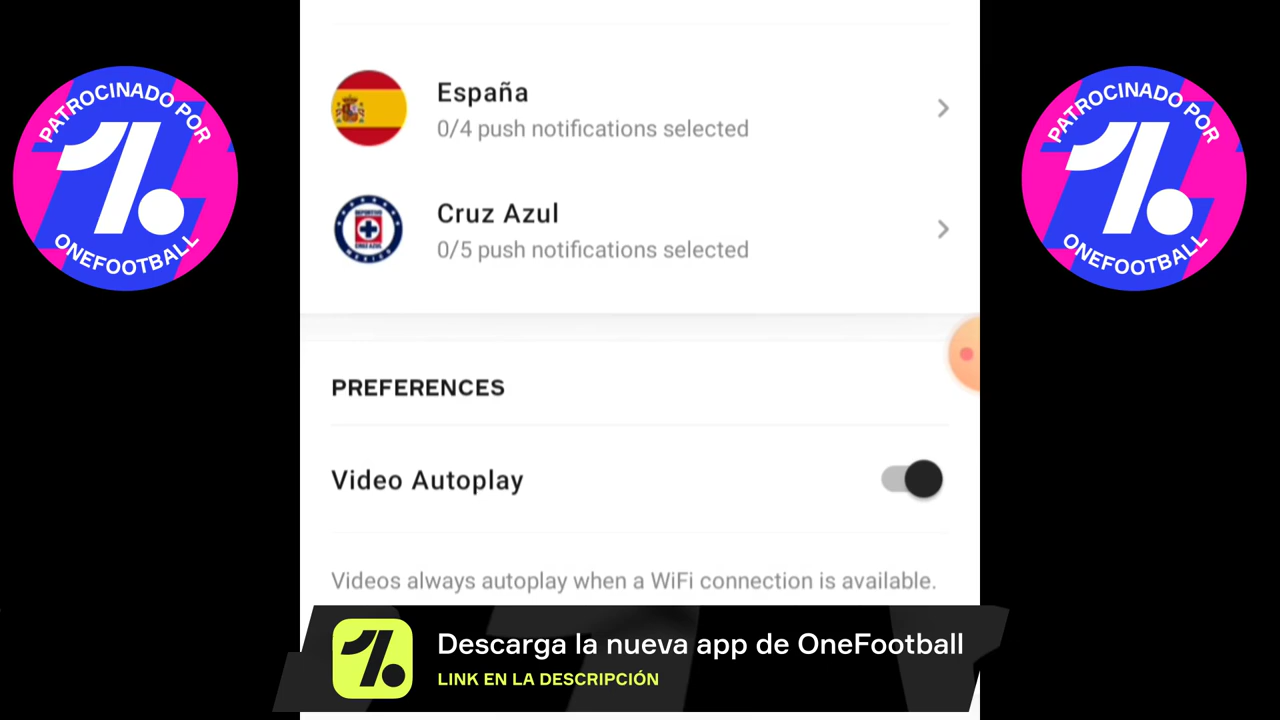 PATROCINADO POR
ONEFOOTBALL
España
0/4 push notifications selected
Cruz Azul
0/5 push notifications selected
PATROCINADO POR
ONEFOOTBALL
PREFERENCES
Video Autoplay
Videos always autoplay when a WiFi connection is available.
Descarga la nueva app de OneFootball
LINK EN LA DESCRIPCIÓN